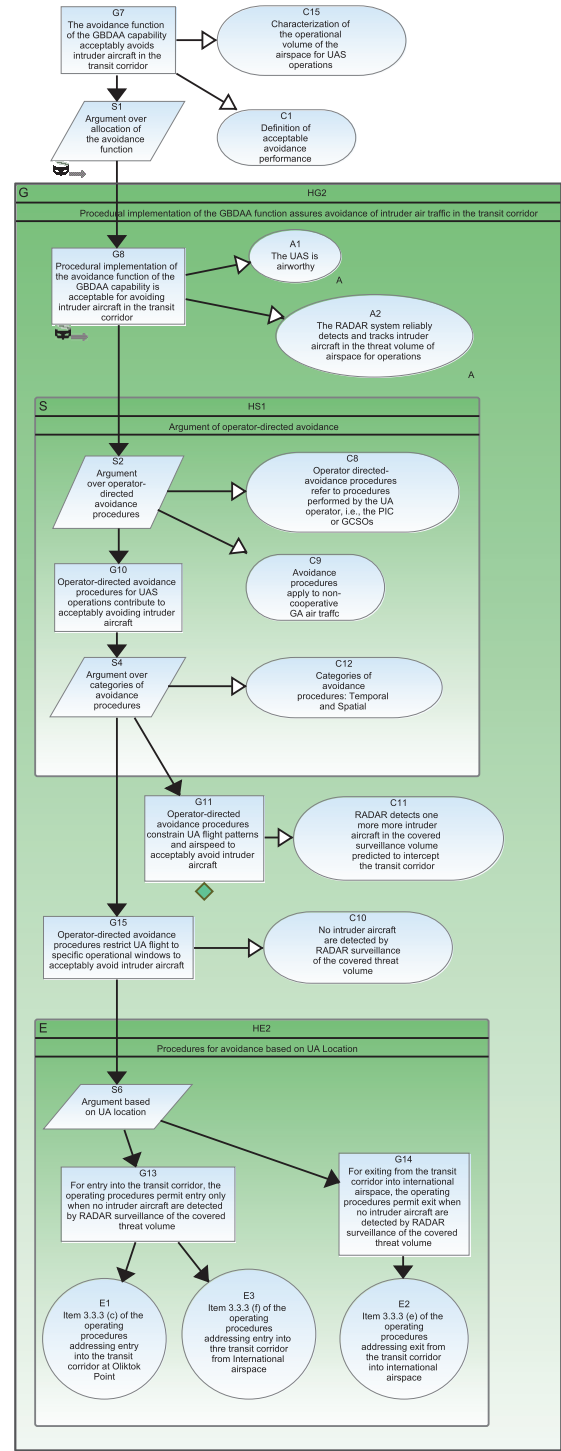 G7
The avoidance function
of the GBDAA capability
acceptably avoids
intruder aircraft in the
transit corridor
C15
Characterization of
the operational
volume of the
airspace for UAS
operations
S1
Argument over
allocation of
the avoidance
function
C1
Definition of
acceptable
avoidance
performance
G
HG2
Procedural implementation of the GBDAA function assures avoidance of intruder air traffic in the transit corridor
G8
Procedural implementation of
the avoidance function of the
GBDAA capability is
acceptable for avoiding
intruder aircraft in the transit
corridor
A1
The UAS is
airworthy
A
A2
The RADAR system reliably
detects and tracks intruder
aircraft in the threat volume of
airspace for operations
A
S
HS1
Argument of operator-directed avoidance
S2
Argument
over operator-
directed
avoidance
procedures
C8
Operator directed-
avoidance procedures
refer to procedures
performed by the UA
operator, i.e., the PIC
or GCSOs
C9
Avoidance
procedures
apply to non-
cooperative
GA air traffc
G10
Operator-directed avoidance
procedures for UAS
operations contribute to
acceptably avoiding intruder
aircraft
S4
Argument over
categories of
avoidance
procedures
C12
Categories of
avoidance
procedures: Temporal
and Spatial
G11
Operator-directed
avoidance procedures
constrain UA flight patterns
and airspeed to
acceptably avoid intruder
aircraft
C11
RADAR detects one
more more intruder
aircraft in the covered
surveillance volume
predicted to intercept
the transit corridor
G15
Operator-directed avoidance
procedures restrict UA flight to
specific operational windows to
acceptably avoid intruder aircraft
C10
No intruder aircraft
are detected by
RADAR surveillance
of the covered threat
volume
E
HE2
Procedures for avoidance based on UA Location
S6
Argument based
on UA location
G13
For entry into the transit corridor, the
operating procedures permit entry only
when no intruder aircraft are detected
by RADAR surveillance of the covered
threat volume
G14
For exiting from the transit
corridor into international
airspace, the operating
procedures permit exit when
no intruder aircraft are
detected by RADAR
surveillance of the covered
threat volume
E1
Item 3.3.3 (c) of the
operating
procedures
addressing entry
into the transit
corridor at Oliktok
Point
E3
Item 3.3.3 (f) of the
operating
procedures
addressing entry into
thre transit corridor
from International
airspace
E2
Item 3.3.3 (e) of the
operating
procedures
addressing exit from
the transit corridor
into international
airspace